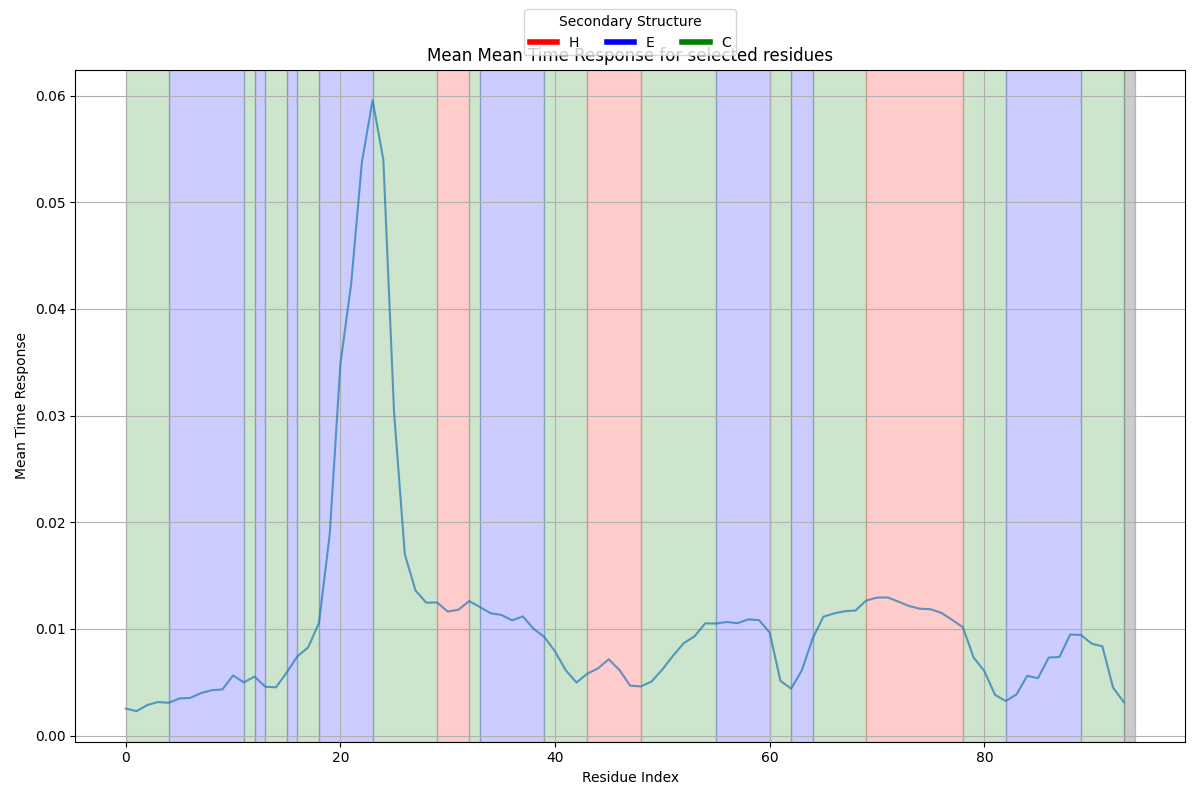 Secondary Structure
H E C
Mean Mean Time Response for selected residues
0.06
0.05
0.04
0.03
0.02
0.01
0.00
Mean Time Response
0 20 40 60 80
Residue Index